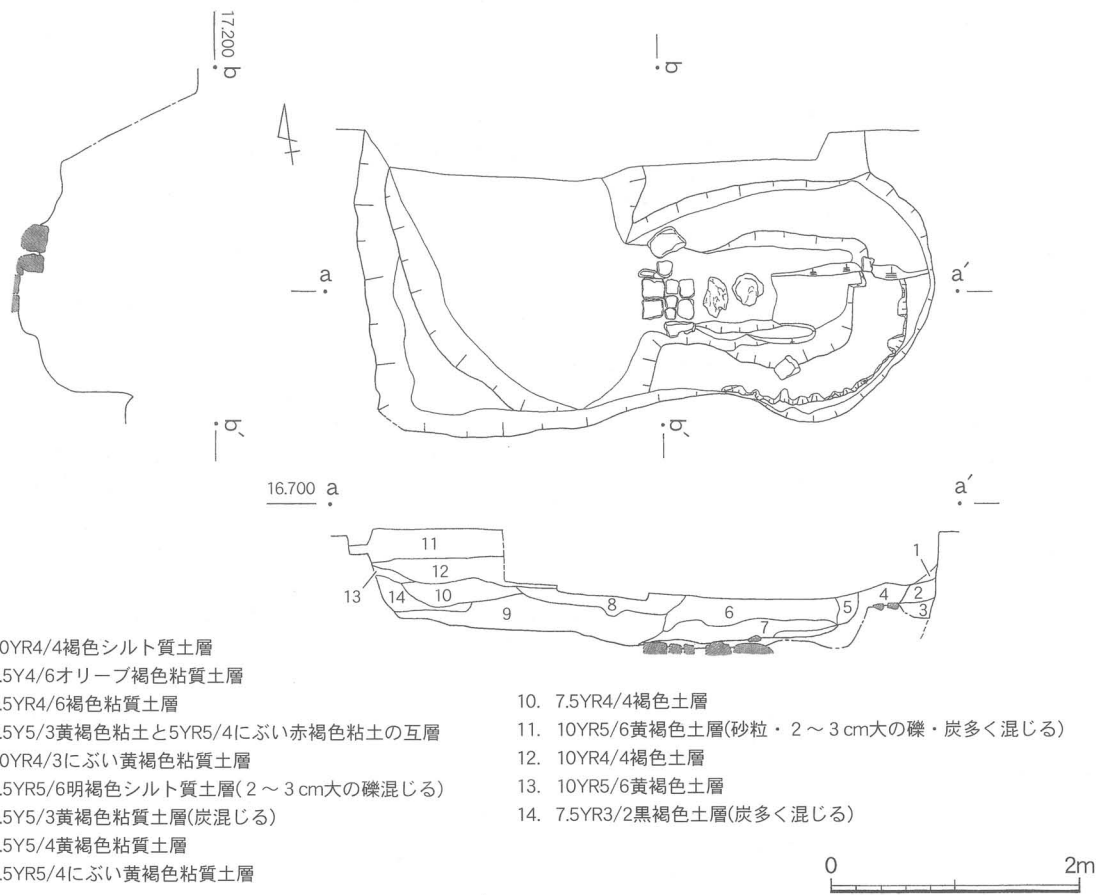 17.200 b
b
a
a′
b′
b′
16.700 a
a′
11
12
13
14
10
9
8
6
7
5
4
1
2
3
0YR4/4褐色シルト質土層
.5Y4/6オリーブ褐色粘質土層
.5YR4/6褐色粘質土層
.5Y5/3黄褐色粘土と5YR5/4にぶい赤褐色粘土の互層
0YR4/3にぶい黄褐色粘質土層
.5YR5/6明褐色シルト質土層(2～3cm大の礫混じる)
.5Y5/3黄褐色粘質土層(炭混じる)
.5Y5/4黄褐色粘質土層
.5YR5/4にぶい黄褐色粘質土層
10. 7.5YR4/4褐色土層
11. 10YR5/6黄褐色土層(砂粒・2～3cm大の礫・炭多く混じる)
12. 10YR4/4褐色土層
13. 10YR5/6黄褐色土層
14. 7.5YR3/2黒褐色土層(炭多く混じる)
0 2m